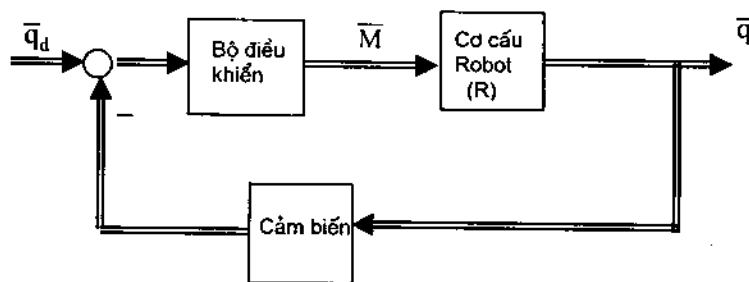 q̅d
Bộ điều
khiển
M̅
Cơ cấu
Robot
(R)
q̅
−
Cảm biến